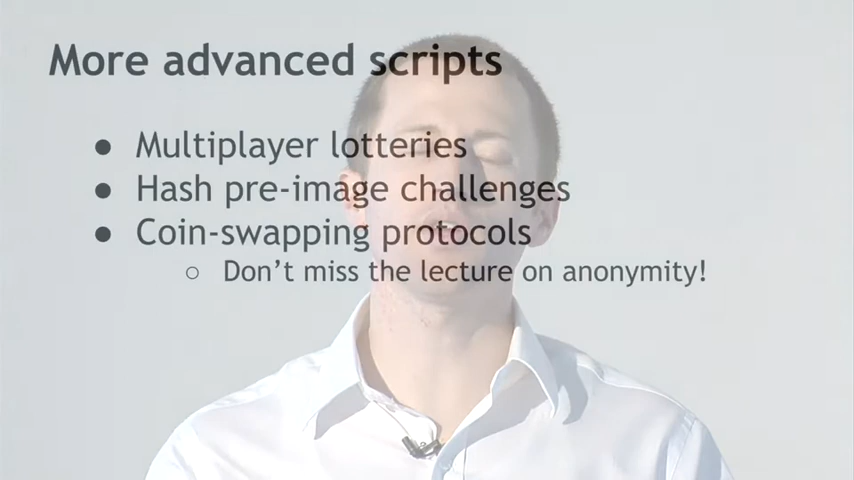 More advanced scripts
● Multiplayer lotteries
● Hash pre-image challenges
● Coin-swapping protocols
○ Don't miss the lecture on anonymity!